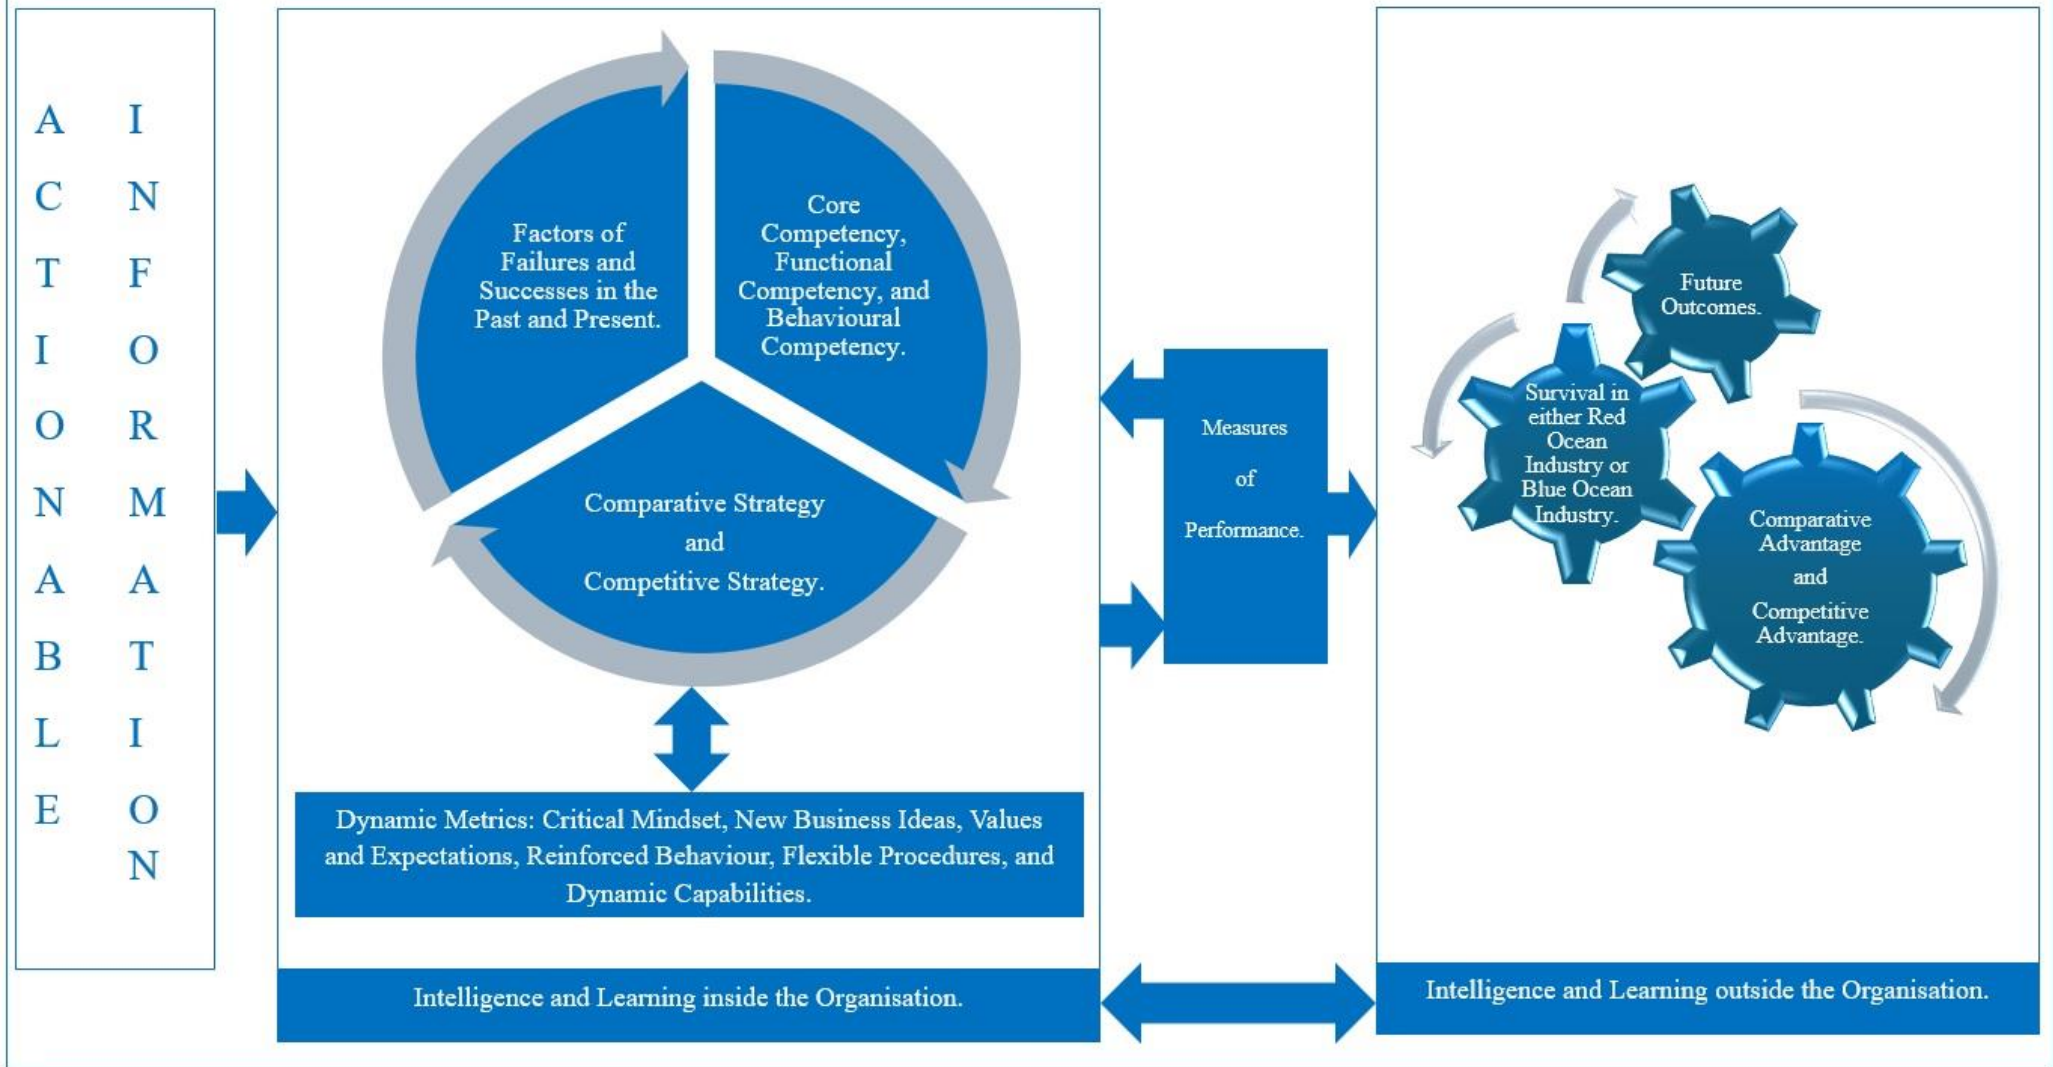 ACTIONABLE
INFORMATION
Factors of
Failures and
Successes in the
Past and Present.
Core
Competency,
Functional
Competency, and
Behavioural
Competency.
Comparative Strategy
and
Competitive Strategy.
Dynamic Metrics: Critical Mindset, New Business Ideas, Values
and Expectations, Reinforced Behaviour, Flexible Procedures, and
Dynamic Capabilities.
Intelligence and Learning inside the Organisation.
Measures
of
Performance.
Future
Outcomes.
Survival in
either Red
Ocean
Industry or
Blue Ocean
Industry.
Comparative
Advantage
and
Competitive
Advantage.
Intelligence and Learning outside the Organisation.